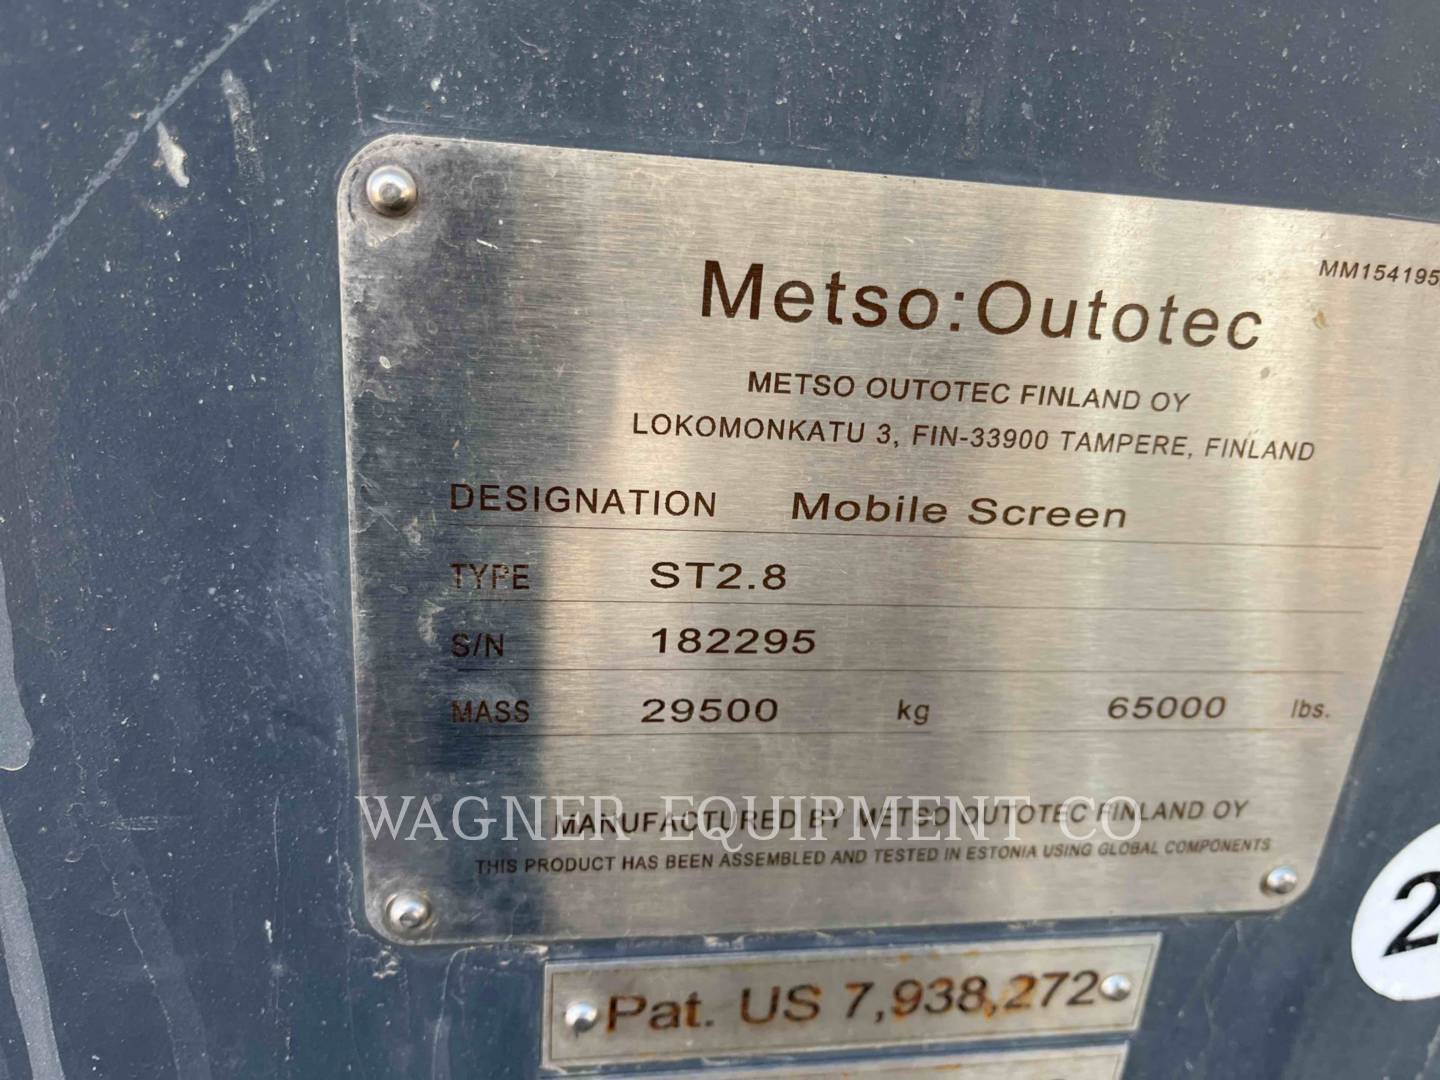 MM154195
Metso:Outotec
METSO OUTOTEC FINLAND OY
LOKOMONKATU 3, FIN-33900 TAMPERE, FINLAND
DESIGNATION Mobile Screen
TYPE ST2.8
S/N 182295
MASS 29500 kg 65000 lbs.
WAGNER EQUIPMENT CO
MANUFACTURED BY METSO OUTOTEC FINLAND OY
THIS PRODUCT HAS BEEN ASSEMBLED AND TESTED IN ESTONIA USING GLOBAL COMPONENTS
2
Pat. US 7,938,272